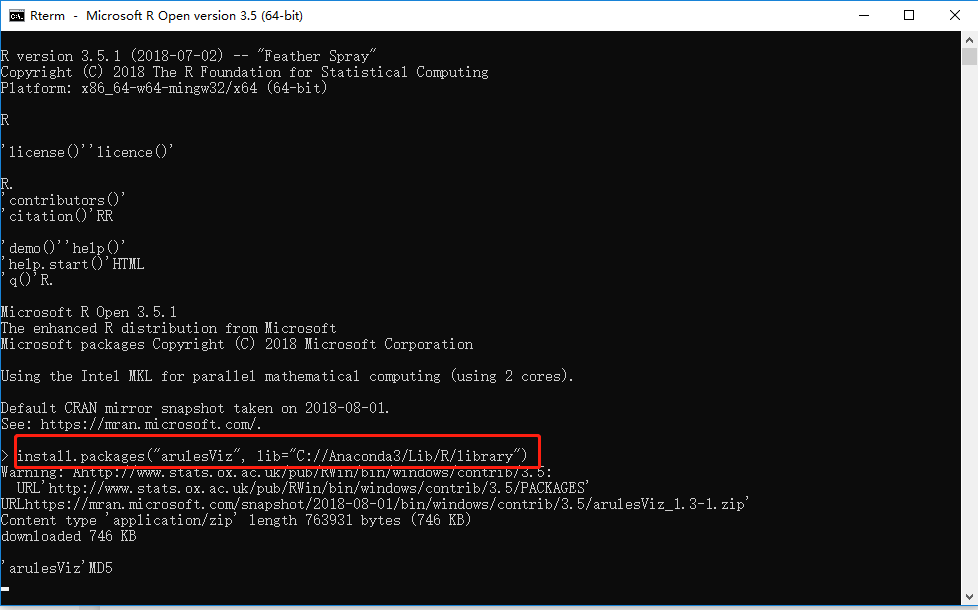 Rterm - Microsoft R Open version 3.5 (64-bit)
R version 3.5.1 (2018-07-02) -- "Feather Spray"
Copyright (C) 2018 The R Foundation for Statistical Computing
Platform: x86_64-w64-mingw32/x64 (64-bit)
R
'license()''licence()'
R.
'contributors()'
'citation()'RR
'demo()''help()'
'help.start()'HTML
'q()'R.
Microsoft R Open 3.5.1
The enhanced R distribution from Microsoft
Microsoft packages Copyright (C) 2018 Microsoft Corporation
Using the Intel MKL for parallel mathematical computing (using 2 cores).
Default CRAN mirror snapshot taken on 2018-08-01.
See: https://mran.microsoft.com/.
> install.packages("arulesViz", lib="C://Anaconda3/Lib/R/library")
Warning: Ahttp://www.stats.ox.ac.uk/pub/RWin/bin/windows/contrib/3.5:
URL'http://www.stats.ox.ac.uk/pub/RWin/bin/windows/contrib/3.5/PACKAGES'
URLhttps://mran.microsoft.com/snapshot/2018-08-01/bin/windows/contrib/3.5/arulesViz_1.3-1.zip'
Content type 'application/zip' length 763931 bytes (746 KB)
downloaded 746 KB
'arulesViz'MD5